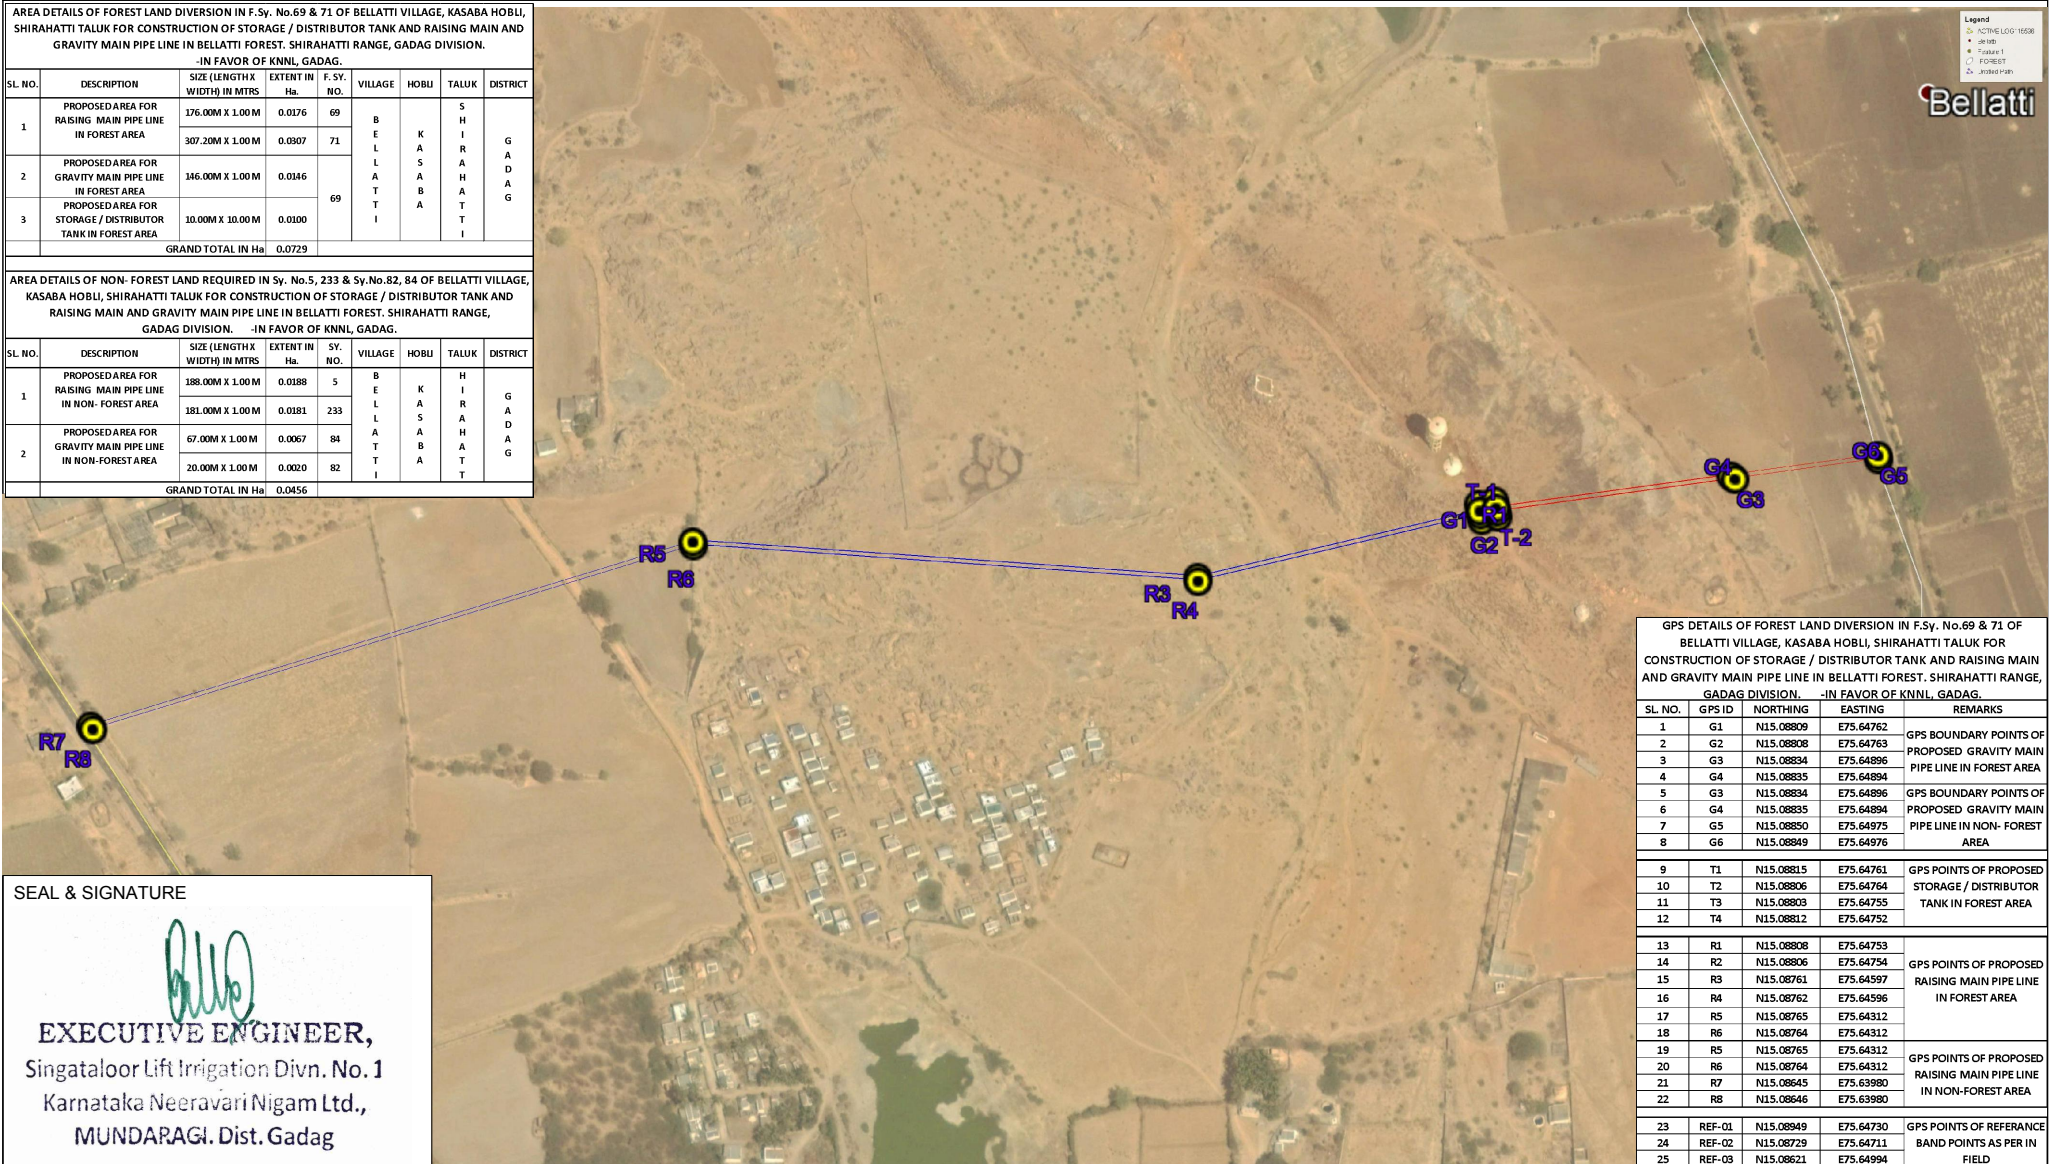 AREA DETAILS OF FOREST LAND DIVERSION IN F.Sy. No.69 & 71 OF BELLATTI VILLAGE, KASABA HOBLI,
SHIRAHATTI TALUK FOR CONSTRUCTION OF STORAGE / DISTRIBUTOR TANK AND RAISING MAIN AND
GRAVITY MAIN PIPE LINE IN BELLATTI FOREST. SHIRAHATTI RANGE, GADAG DIVISION.
-IN FAVOR OF KNNL, GADAG.
SL. NO. DESCRIPTION SIZE (LENGTH X WIDTH) IN MTRS EXTENT IN Ha. F. SY. NO. VILLAGE HOBLI TALUK DISTRICT
1 PROPOSED AREA FOR RAISING MAIN PIPE LINE IN FOREST AREA 176.00M X 1.00 M 0.0176 69 BELLATTI KASABA SHIRAHATTI GADAG
307.20M X 1.00 M 0.0307 71
2 PROPOSED AREA FOR GRAVITY MAIN PIPE LINE IN FOREST AREA 146.00M X 1.00 M 0.0146 69
3 PROPOSED AREA FOR STORAGE / DISTRIBUTOR TANK IN FOREST AREA 10.00M X 10.00 M 0.0100
GRAND TOTAL IN Ha 0.0729
AREA DETAILS OF NON- FOREST LAND REQUIRED IN Sy. No.5, 233 & Sy.No.82, 84 OF BELLATTI VILLAGE,
KASABA HOBLI, SHIRAHATTI TALUK FOR CONSTRUCTION OF STORAGE / DISTRIBUTOR TANK AND
RAISING MAIN AND GRAVITY MAIN PIPE LINE IN BELLATTI FOREST. SHIRAHATTI RANGE,
GADAG DIVISION. -IN FAVOR OF KNNL, GADAG.
SL. NO. DESCRIPTION SIZE (LENGTH X WIDTH) IN MTRS EXTENT IN Ha. SY. NO. VILLAGE HOBLI TALUK DISTRICT
1 PROPOSED AREA FOR RAISING MAIN PIPE LINE IN NON- FOREST AREA 188.00M X 1.00 M 0.0188 5 BELLATTI KASABA HIRAHATT GADAG
181.00M X 1.00 M 0.0181 233
2 PROPOSED AREA FOR GRAVITY MAIN PIPE LINE IN NON-FOREST AREA 67.00M X 1.00 M 0.0067 84
20.00M X 1.00 M 0.0020 82
GRAND TOTAL IN Ha 0.0456
Legend
ACTIVE LOG
Bellatti
Feature 1
FOREST
Untitled Path
Bellatti
G6
G5
G4
G3
T-1
G1
R1
G2
T-2
R5
R6
R3
R4
R7
R8
GPS DETAILS OF FOREST LAND DIVERSION IN F.Sy. No.69 & 71 OF
BELLATTI VILLAGE, KASABA HOBLI, SHIRAHATTI TALUK FOR
CONSTRUCTION OF STORAGE / DISTRIBUTOR TANK AND RAISING MAIN
AND GRAVITY MAIN PIPE LINE IN BELLATTI FOREST. SHIRAHATTI RANGE,
GADAG DIVISION. -IN FAVOR OF KNNL, GADAG.
SL. NO. GPS ID NORTHING EASTING REMARKS
1 G1 N15.08809 E75.64762 GPS BOUNDARY POINTS OF PROPOSED GRAVITY MAIN PIPE LINE IN FOREST AREA
2 G2 N15.08808 E75.64763
3 G3 N15.08834 E75.64896
4 G4 N15.08835 E75.64894
5 G3 N15.08834 E75.64896 GPS BOUNDARY POINTS OF PROPOSED GRAVITY MAIN PIPE LINE IN NON- FOREST AREA
6 G4 N15.08835 E75.64894
7 G5 N15.08850 E75.64975
8 G6 N15.08849 E75.64976
9 T1 N15.08815 E75.64761 GPS POINTS OF PROPOSED STORAGE / DISTRIBUTOR TANK IN FOREST AREA
10 T2 N15.08806 E75.64764
11 T3 N15.08803 E75.64755
12 T4 N15.08812 E75.64752
13 R1 N15.08808 E75.64753 GPS POINTS OF PROPOSED RAISING MAIN PIPE LINE IN FOREST AREA
14 R2 N15.08806 E75.64754
15 R3 N15.08761 E75.64597
16 R4 N15.08762 E75.64596
17 R5 N15.08765 E75.64312
18 R6 N15.08764 E75.64312
19 R5 N15.08765 E75.64312 GPS POINTS OF PROPOSED RAISING MAIN PIPE LINE IN NON-FOREST AREA
20 R6 N15.08764 E75.64312
21 R7 N15.08645 E75.63980
22 R8 N15.08646 E75.63980
23 REF-01 N15.08949 E75.64730 GPS POINTS OF REFERANCE BAND POINTS AS PER IN FIELD
24 REF-02 N15.08729 E75.64711
25 REF-03 N15.08621 E75.64994
SEAL & SIGNATURE
EXECUTIVE ENGINEER,
Singataloor Lift Irrigation Divn. No. 1
Karnataka Neeravari Nigam Ltd.,
MUNDARAGI. Dist. Gadag